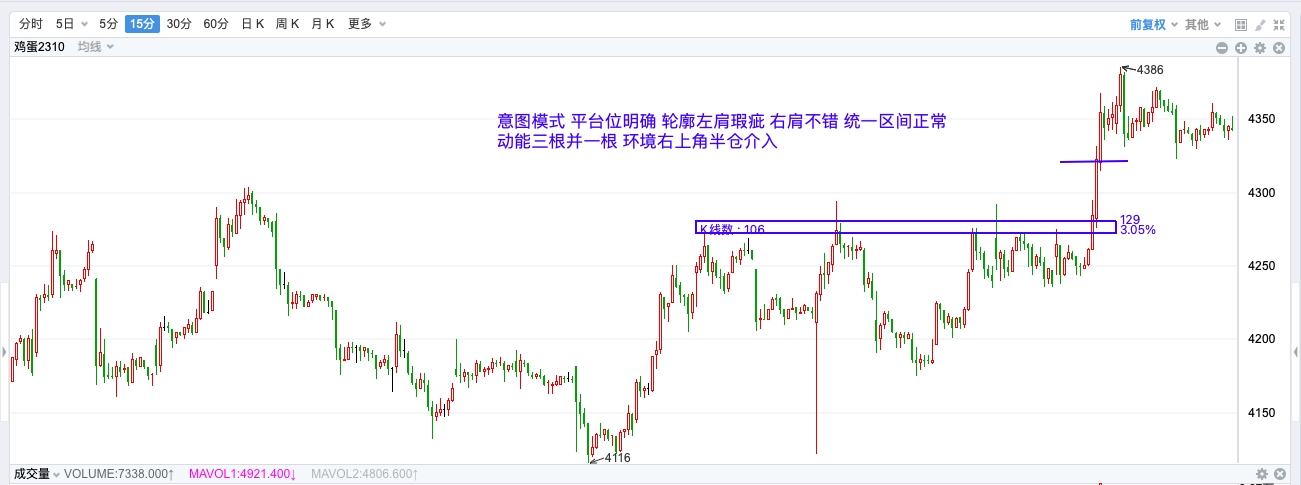 分时 5日 5分 15分 30分 60分 日K 周K 月K 更多 前复权 其他
鸡蛋2310 均线
4386
意图模式 平台位明确 轮廓左肩瑕疵 右肩不错 统一区间正常
动能三根并一根 环境右上角半仓介入
4350
4300
129
K线数：106 3.05%
4250
4200
4150
4116
成交量 VOLUME:7338.000↑ MAVOL1:4921.400↓ MAVOL2:4806.600↑